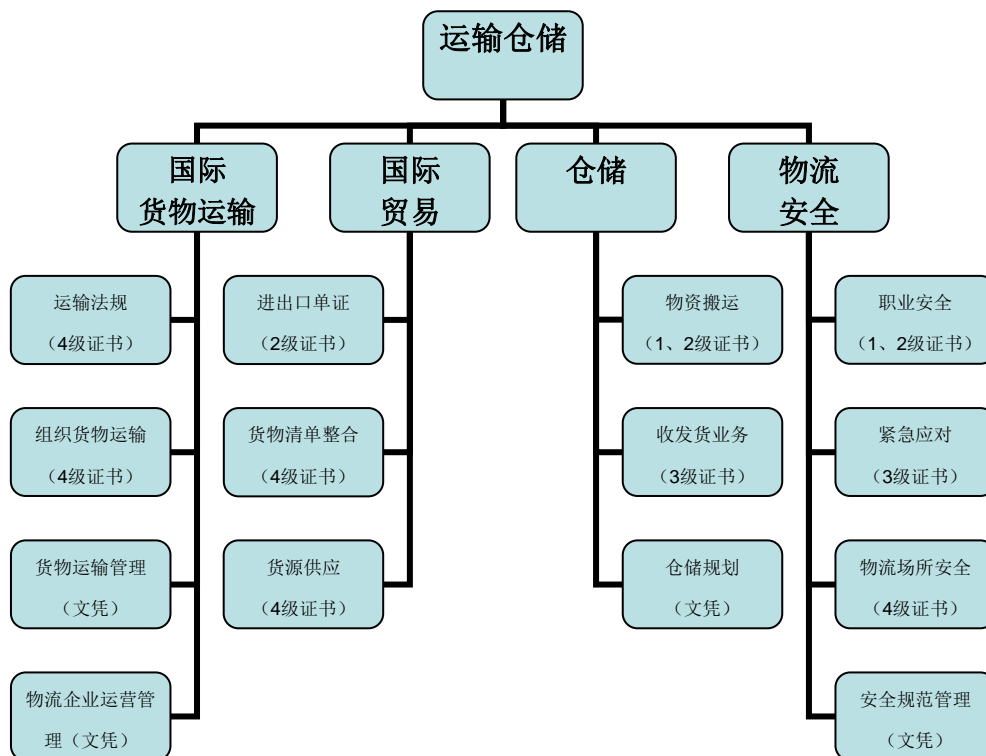 运输仓储
国际
货物运输
国际
贸易
仓储
物流
安全
运输法规
（4级证书）
进出口单证
（2级证书）
物资搬运
（1、2级证书）
职业安全
（1、2级证书）
组织货物运输
（4级证书）
货物清单整合
（4级证书）
收发货业务
（3级证书）
紧急应对
（3级证书）
货物运输管理
（文凭）
货源供应
（4级证书）
仓储规划
（文凭）
物流场所安全
（4级证书）
物流企业运营管
理（文凭）
安全规范管理
（文凭）